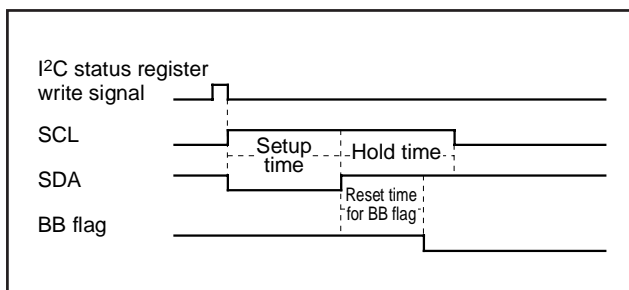 I²C status register
write signal
SCL
Setup
time
Hold time
SDA
Reset time
for BB flag
BB flag